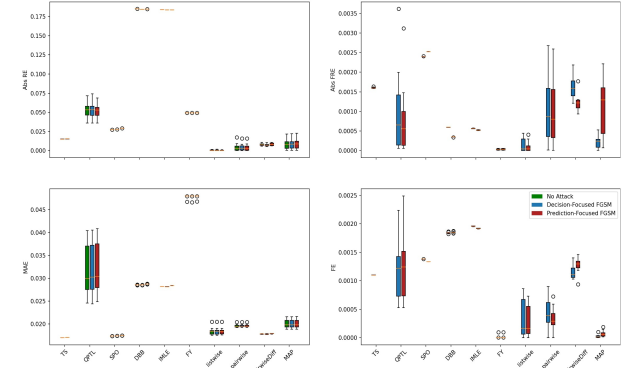 0.175
0.150
0.125
0.100
0.075
0.050
0.025
0.000
Abs RE
0.0035
0.0030
0.0025
0.0020
0.0015
0.0010
0.0005
0.0000
Abs FRE
0.045
0.040
0.035
0.030
0.025
0.020
MAE
TS
QPTL
SPO
DBB
IMLE
FY
listwise
pairwise
wiseDiff
MAP
0.0025
0.0020
0.0015
0.0010
0.0005
0.0000
FE
No Attack
Decision-Focused FGSM
Prediction-Focused FGSM
TS
QPTL
SPO
DBB
IMLE
FY
listwise
pairwise
wiseDiff
MAP